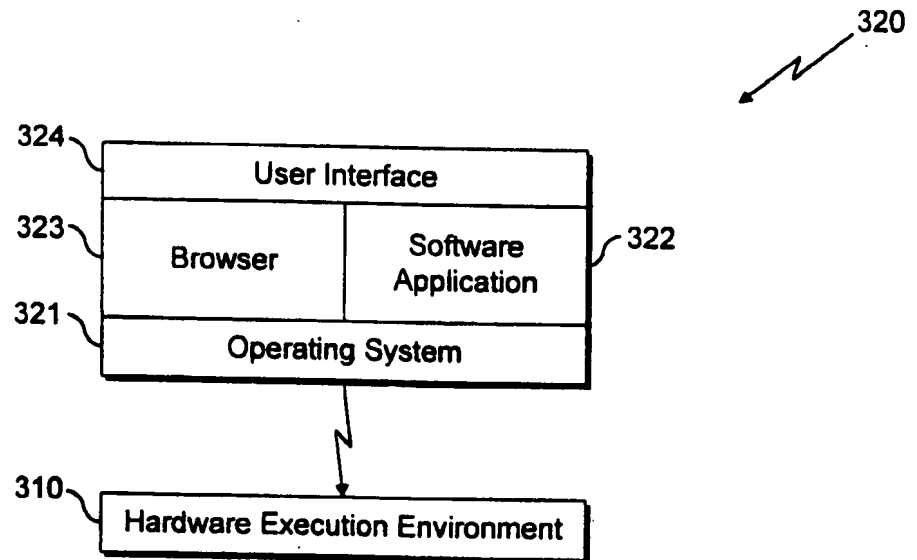 320
324
User Interface
323
Browser
Software
Application
322
321
Operating System
310
Hardware Execution Environment